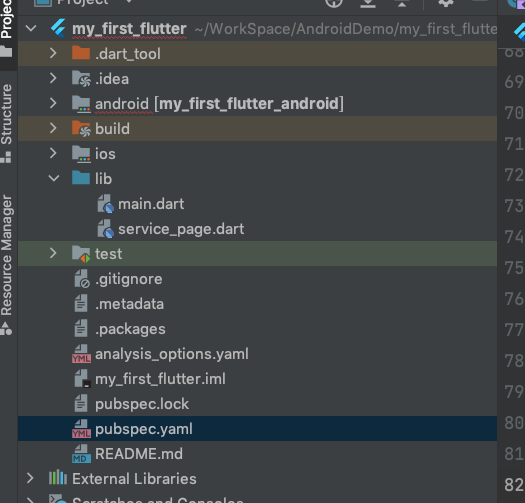 Project
my_first_flutter ~/WorkSpace/AndroidDemo/my_first_flutte
.dart_tool
.idea
android [my_first_flutter_android]
build
ios
lib
main.dart
service_page.dart
test
.gitignore
.metadata
.packages
analysis_options.yaml
my_first_flutter.iml
pubspec.lock
pubspec.yaml
README.md
External Libraries
Scratches and Consoles
Project
Structure
Resource Manager
68
69
70
71
72
73
74
75
76
77
78
79
80
81
82